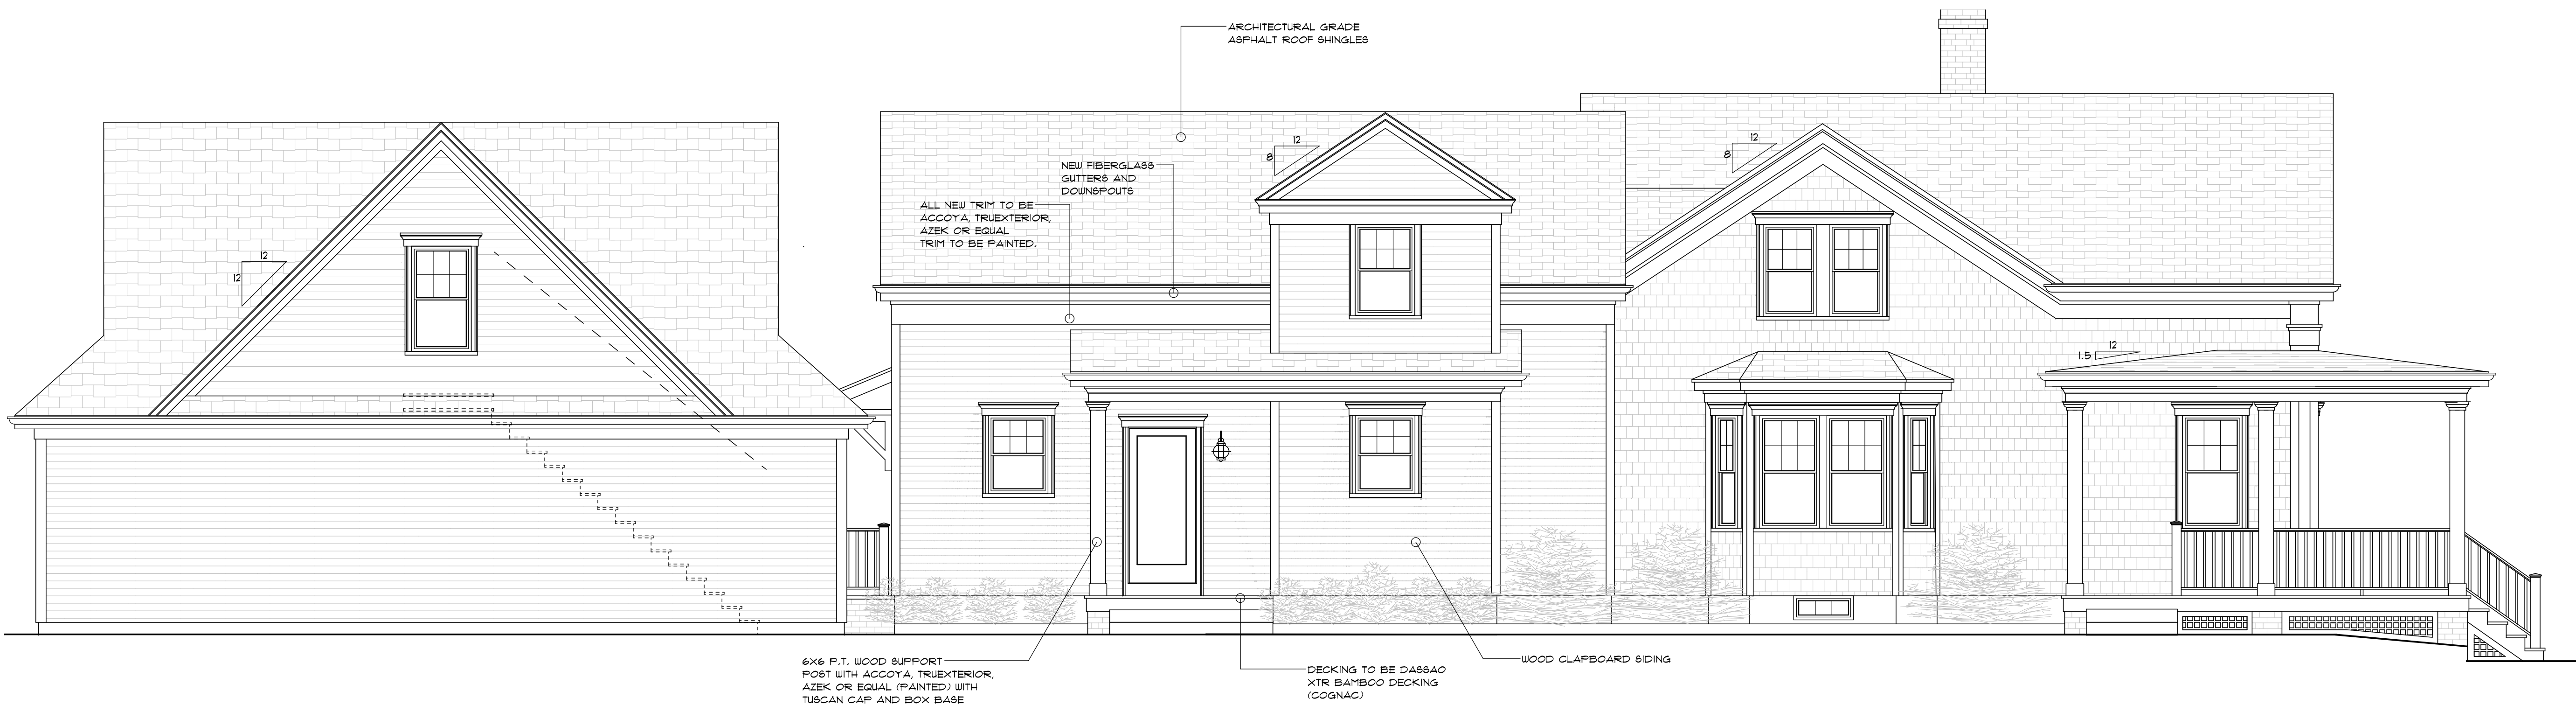 ARCHITECTURAL GRADE
ASPHALT ROOF SHINGLES
NEW FIBERGLASS
GUTTERS AND
DOWNSPOUTS
ALL NEW TRIM TO BE
ACCOYA, TRUEXTERIOR,
AZEK OR EQUAL
TRIM TO BE PAINTED.
12
12
12
8
12
8
12
1.5
6X6 P.T. WOOD SUPPORT
POST WITH ACCOYA, TRUEXTERIOR,
AZEK OR EQUAL (PAINTED) WITH
TUSCAN CAP AND BOX BASE
DECKING TO BE DASSAO
XTR BAMBOO DECKING
(COGNAC)
WOOD CLAPBOARD SIDING